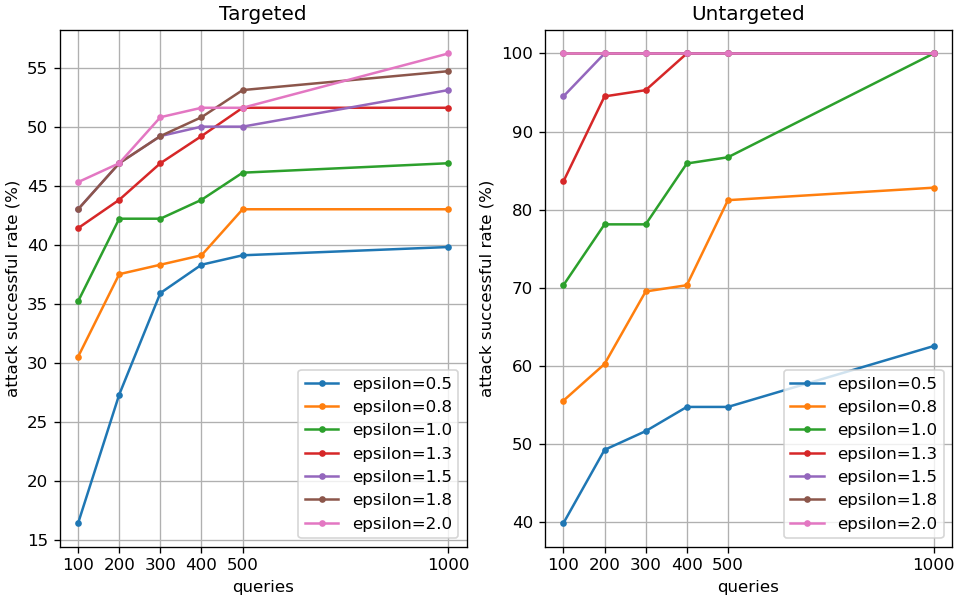 Targeted
attack successful rate (%)
55
50
45
40
35
30
25
20
15
100 200 300 400 500 1000
queries
epsilon=0.5
epsilon=0.8
epsilon=1.0
epsilon=1.3
epsilon=1.5
epsilon=1.8
epsilon=2.0
Untargeted
attack successful rate (%)
100
90
80
70
60
50
40
100 200 300 400 500 1000
queries
epsilon=0.5
epsilon=0.8
epsilon=1.0
epsilon=1.3
epsilon=1.5
epsilon=1.8
epsilon=2.0